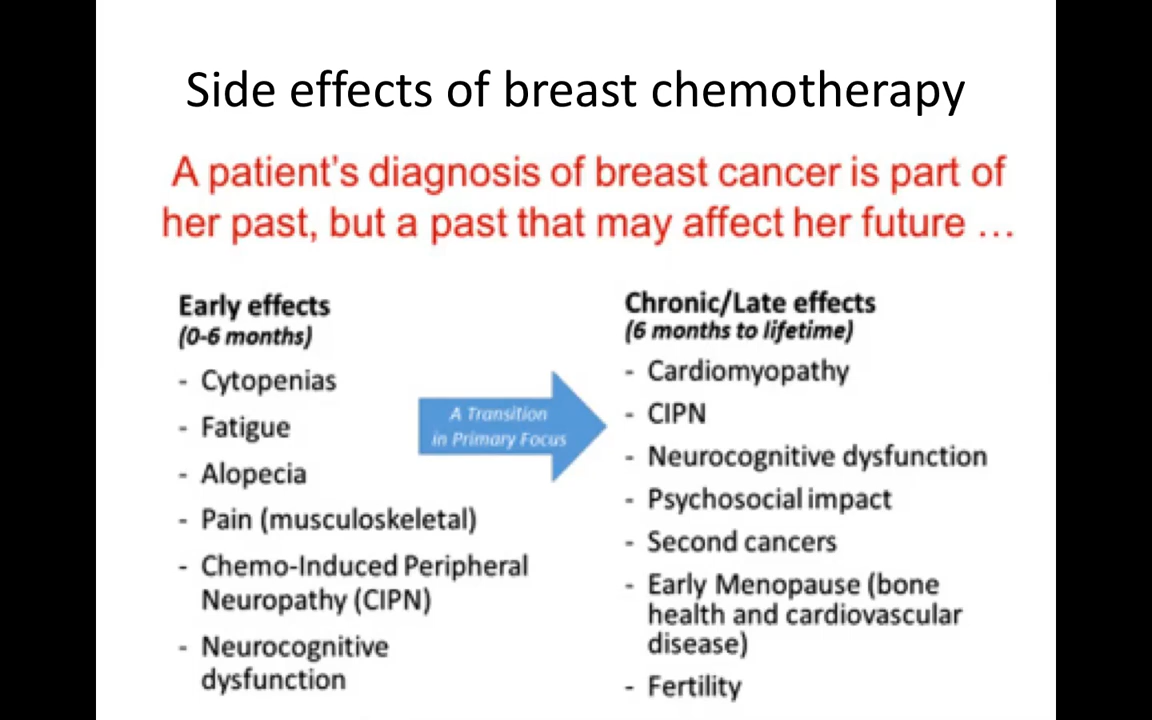 Side effects of breast chemotherapy
A patient's diagnosis of breast cancer is part of
her past, but a past that may affect her future ...
Early effects
(0-6 months)
- Cytopenias
- Fatigue
- Alopecia
- Pain (musculoskeletal)
- Chemo-Induced Peripheral
Neuropathy (CIPN)
- Neurocognitive
dysfunction
A Transition
in Primary Focus
Chronic/Late effects
(6 months to lifetime)
- Cardiomyopathy
- CIPN
- Neurocognitive dysfunction
- Psychosocial impact
- Second cancers
- Early Menopause (bone
health and cardiovascular
disease)
- Fertility